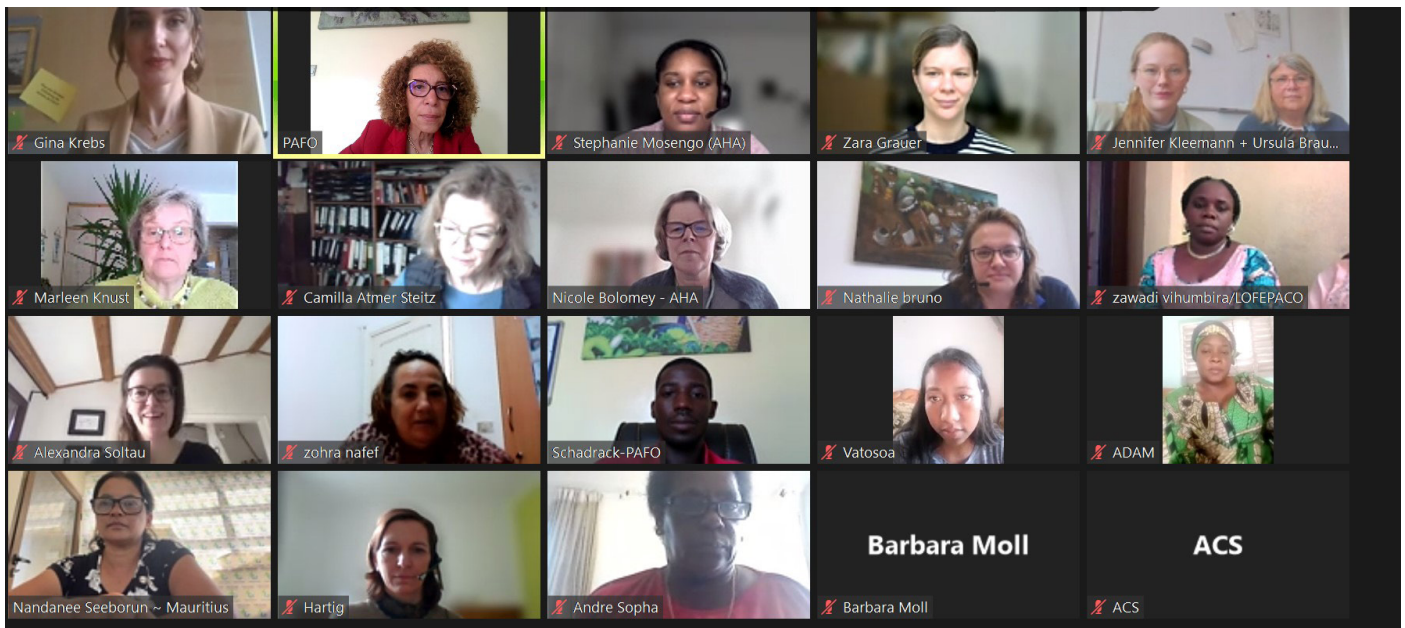 Gina Krebs
PAFO
Stephanie Mosengo (AHA)
Zara Grauer
Jennifer Kleemann + Ursula Brau...
Marleen Knust
Camilla Atmer Steitz
Nicole Bolomey - AHA
Nathalie bruno
zawadi vihumbira/LOFEPACO
Alexandra Soltau
zohra nafef
Schadrack-PAFO
Vatosoa
ADAM
Nandanee Seeborun ~ Mauritius
Hartig
Andre Sopha
Barbara Moll
Barbara Moll
ACS
ACS